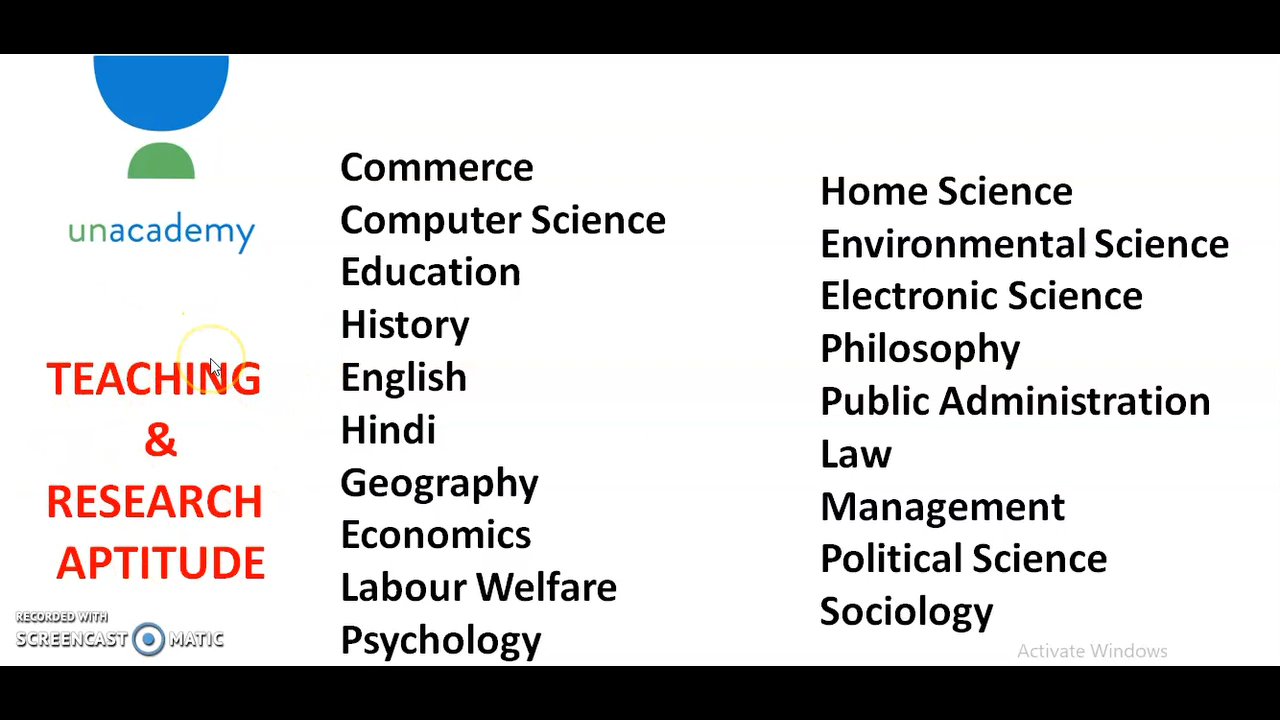 unacademy
TEACHING
&
RESEARCH
APTITUDE
RECORDED WITH
SCREENCAST MATIC
Commerce
Computer Science
Education
History
English
Hindi
Geography
Economics
Labour Welfare
Psychology
Home Science
Environmental Science
Electronic Science
Philosophy
Public Administration
Law
Management
Political Science
Sociology
Activate Windows